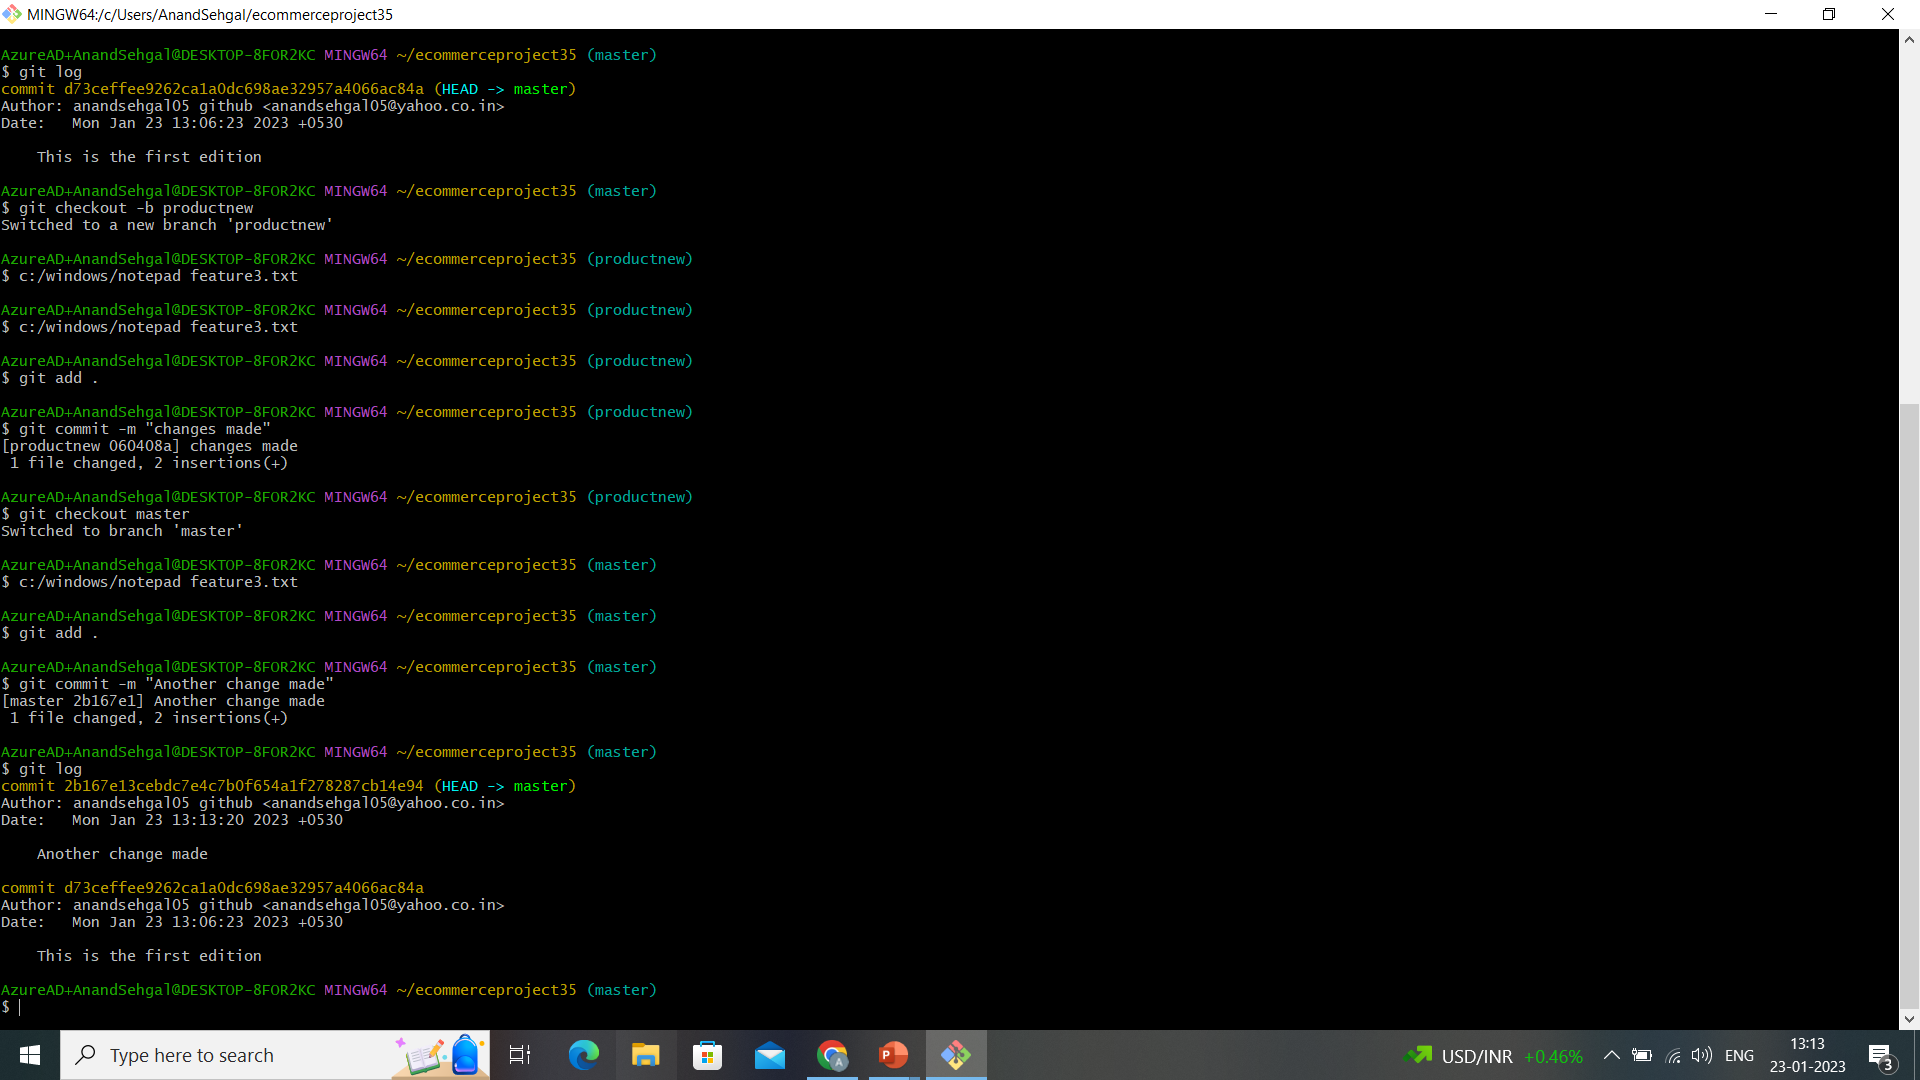 MINGW64:/c/Users/AnandSehgal/ecommerceproject35
AzureAD+AnandSehgal@DESKTOP-8FOR2KC MINGW64 ~/ecommerceproject35 (master)
$ git log
commit d73ceffee9262ca1a0dc698ae32957a4066ac84a (HEAD -> master)
Author: anandsehgal05 github <anandsehgal05@yahoo.co.in>
Date:   Mon Jan 23 13:06:23 2023 +0530
    This is the first edition
AzureAD+AnandSehgal@DESKTOP-8FOR2KC MINGW64 ~/ecommerceproject35 (master)
$ git checkout -b productnew
Switched to a new branch 'productnew'
AzureAD+AnandSehgal@DESKTOP-8FOR2KC MINGW64 ~/ecommerceproject35 (productnew)
$ c:/windows/notepad feature3.txt
AzureAD+AnandSehgal@DESKTOP-8FOR2KC MINGW64 ~/ecommerceproject35 (productnew)
$ c:/windows/notepad feature3.txt
AzureAD+AnandSehgal@DESKTOP-8FOR2KC MINGW64 ~/ecommerceproject35 (productnew)
$ git add .
AzureAD+AnandSehgal@DESKTOP-8FOR2KC MINGW64 ~/ecommerceproject35 (productnew)
$ git commit -m "changes made"
[productnew 060408a] changes made
 1 file changed, 2 insertions(+)
AzureAD+AnandSehgal@DESKTOP-8FOR2KC MINGW64 ~/ecommerceproject35 (productnew)
$ git checkout master
Switched to branch 'master'
AzureAD+AnandSehgal@DESKTOP-8FOR2KC MINGW64 ~/ecommerceproject35 (master)
$ c:/windows/notepad feature3.txt
AzureAD+AnandSehgal@DESKTOP-8FOR2KC MINGW64 ~/ecommerceproject35 (master)
$ git add .
AzureAD+AnandSehgal@DESKTOP-8FOR2KC MINGW64 ~/ecommerceproject35 (master)
$ git commit -m "Another change made"
[master 2b167e1] Another change made
 1 file changed, 2 insertions(+)
AzureAD+AnandSehgal@DESKTOP-8FOR2KC MINGW64 ~/ecommerceproject35 (master)
$ git log
commit 2b167e13cebdc7e4c7b0f654a1f278287cb14e94 (HEAD -> master)
Author: anandsehgal05 github <anandsehgal05@yahoo.co.in>
Date:   Mon Jan 23 13:13:20 2023 +0530
    Another change made
commit d73ceffee9262ca1a0dc698ae32957a4066ac84a
Author: anandsehgal05 github <anandsehgal05@yahoo.co.in>
Date:   Mon Jan 23 13:06:23 2023 +0530
    This is the first edition
AzureAD+AnandSehgal@DESKTOP-8FOR2KC MINGW64 ~/ecommerceproject35 (master)
$
Type here to search
A
P
USD/INR +0.46%
ENG
13:13
23-01-2023
3